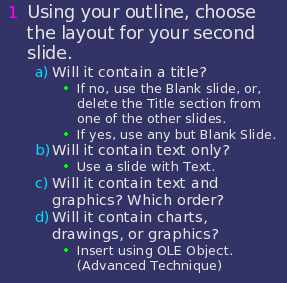 1 Using your outline, choose
the layout for your second
slide.
a) Will it contain a title?
• If no, use the Blank slide, or,
delete the Title section from
one of the other slides.
• If yes, use any but Blank Slide.
b) Will it contain text only?
• Use a slide with Text.
c) Will it contain text and
graphics? Which order?
d) Will it contain charts,
drawings, or graphics?
• Insert using OLE Object.
(Advanced Technique)